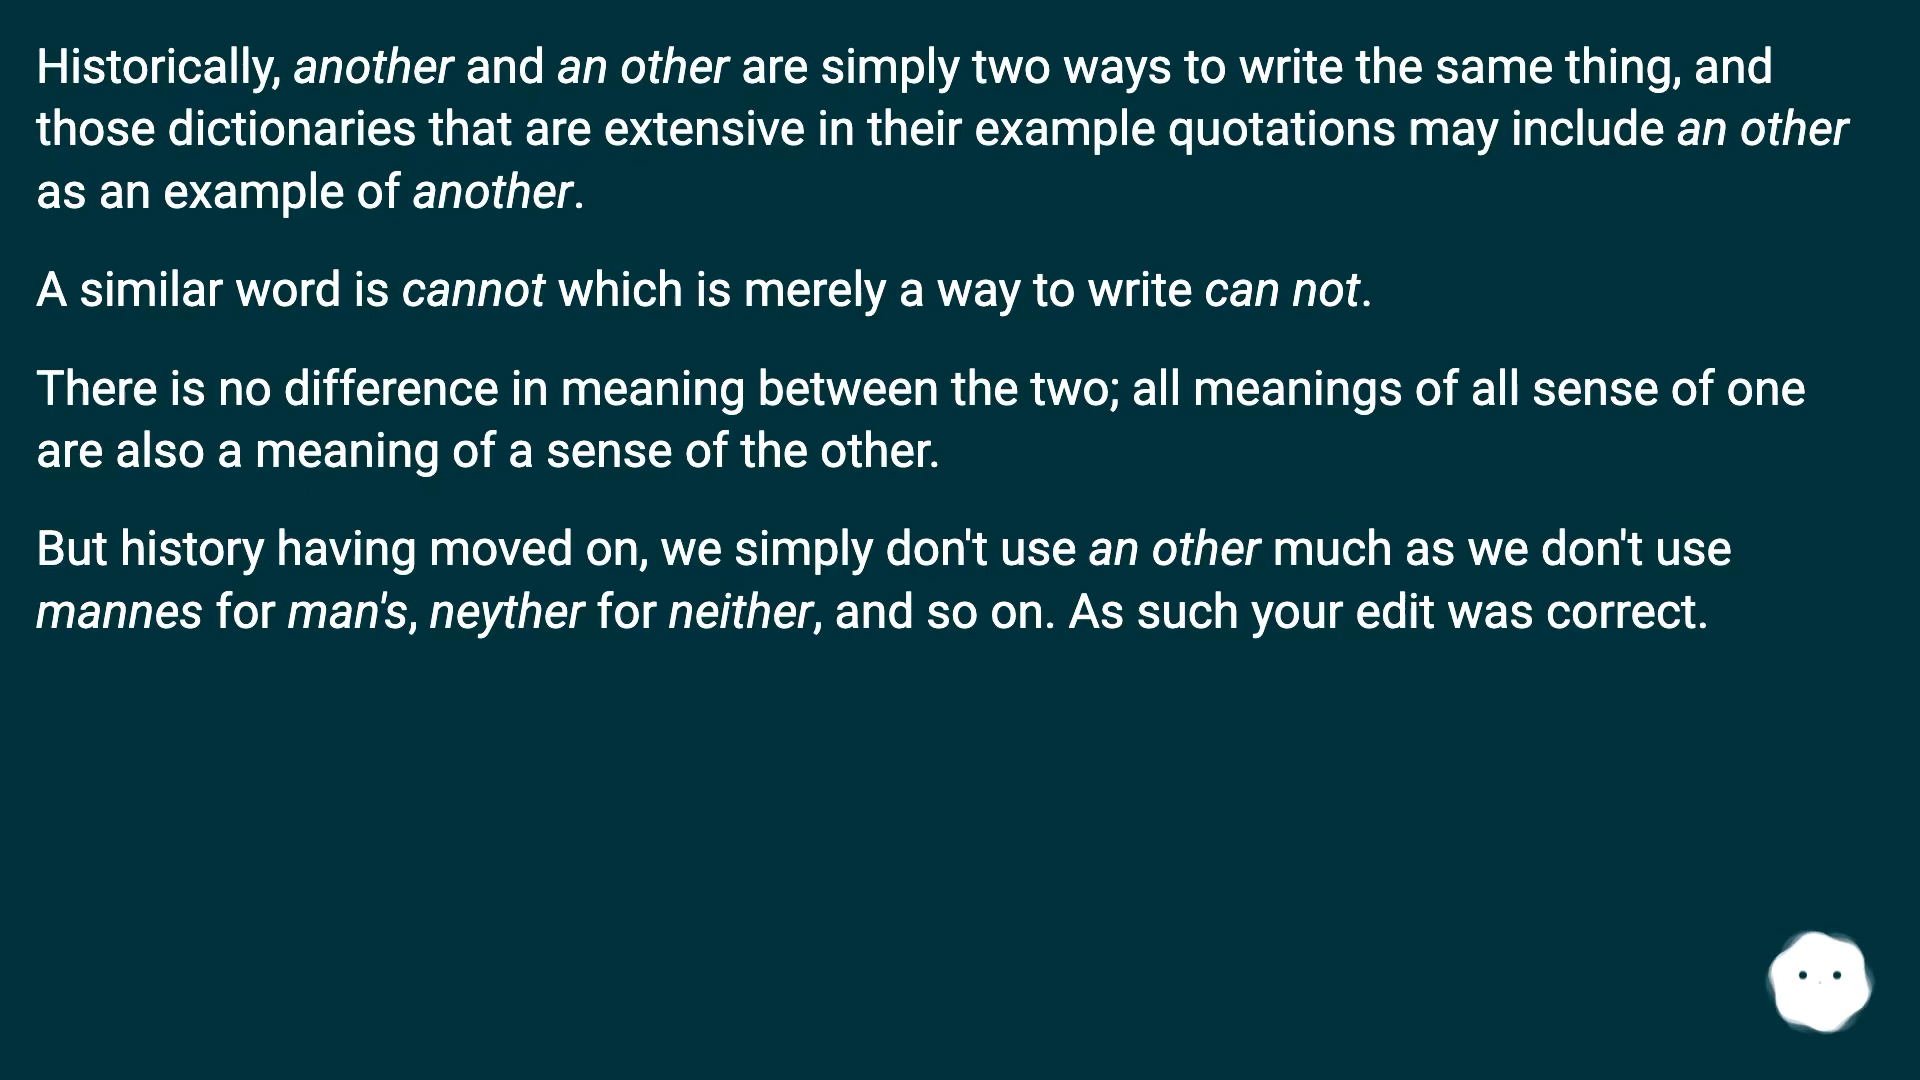 Historically, another and an other are simply two ways to write the same thing, and
those dictionaries that are extensive in their example quotations may include an other
as an example of another.
A similar word is cannot which is merely a way to write can not.
There is no difference in meaning between the two; all meanings of all sense of one
are also a meaning of a sense of the other.
But history having moved on, we simply don't use an other much as we don't use
mannes for man's, neyther for neither, and so on. As such your edit was correct.